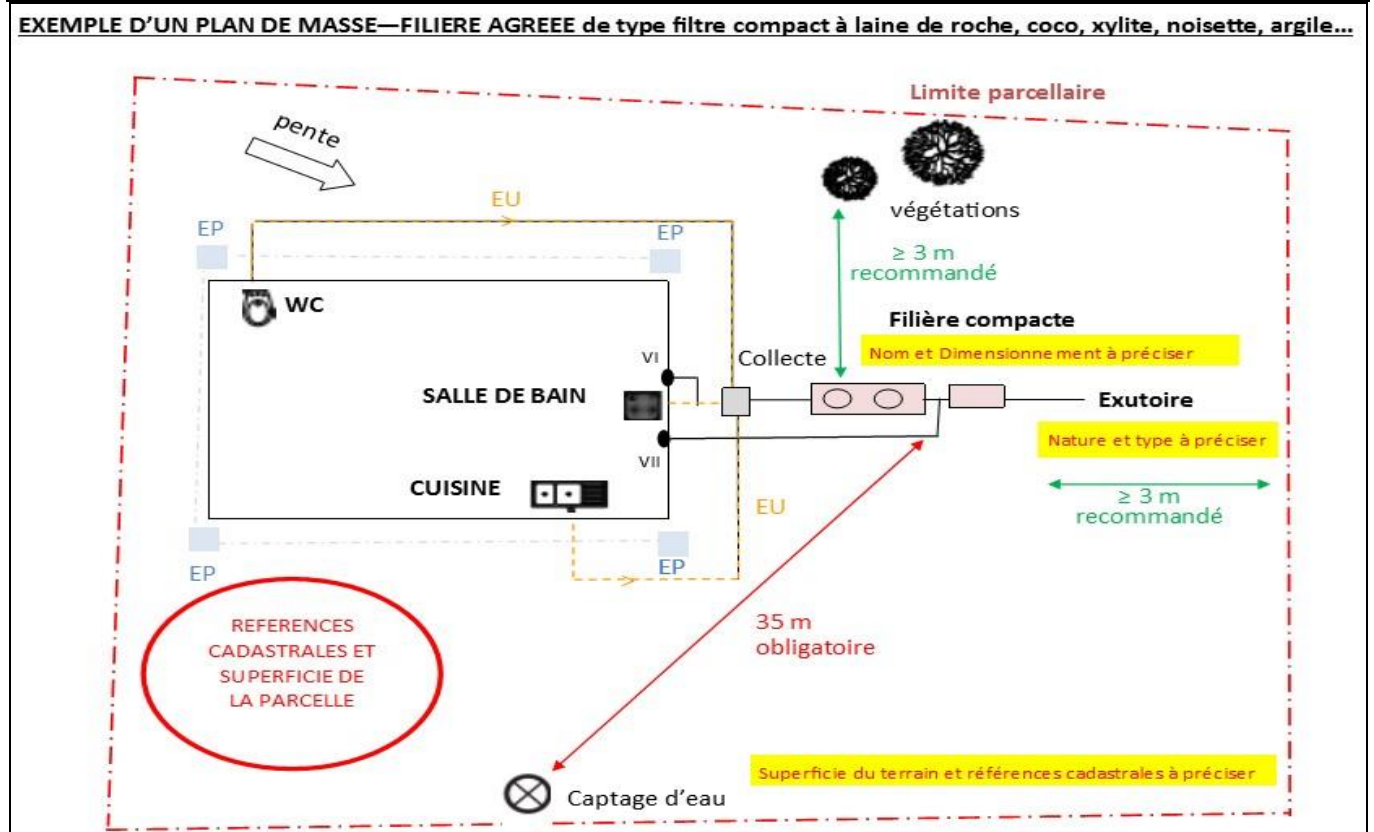 EXEMPLE D'UN PLAN DE MASSE—FILIERE AGREEE de type filtre compact à laine de roche, coco, xylite, noisette, argile...
Limite parcellaire
pente
EU
végétations
EP
EP
≥ 3 m
recommandé
WC
Filière compacte
VI
Collecte
Nom et Dimensionnement à préciser
SALLE DE BAIN
Exutoire
Nature et type à préciser
VII
CUISINE
EU
≥ 3 m
recommandé
EP
EP
REFERENCES
CADASTRALES ET
SUPERFICIE DE
LA PARCELLE
35 m
obligatoire
Superficie du terrain et références cadastrales à préciser
Captage d'eau